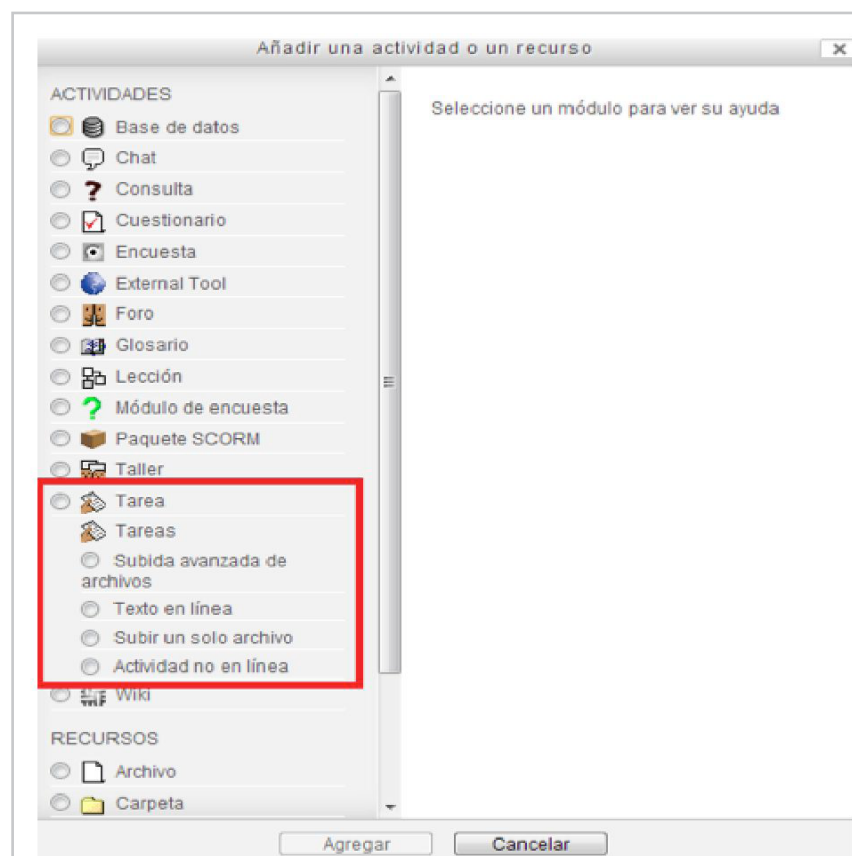 Añadir una actividad o un recurso
ACTIVIDADES
Seleccione un módulo para ver su ayuda
Base de datos
Chat
Consulta
Cuestionario
Encuesta
External Tool
Foro
Glosario
Lección
Módulo de encuesta
Paquete SCORM
Taller
Tarea
Tareas
Subida avanzada de
archivos
Texto en línea
Subir un solo archivo
Actividad no en línea
Wiki
RECURSOS
Archivo
Carpeta
Agregar
Cancelar